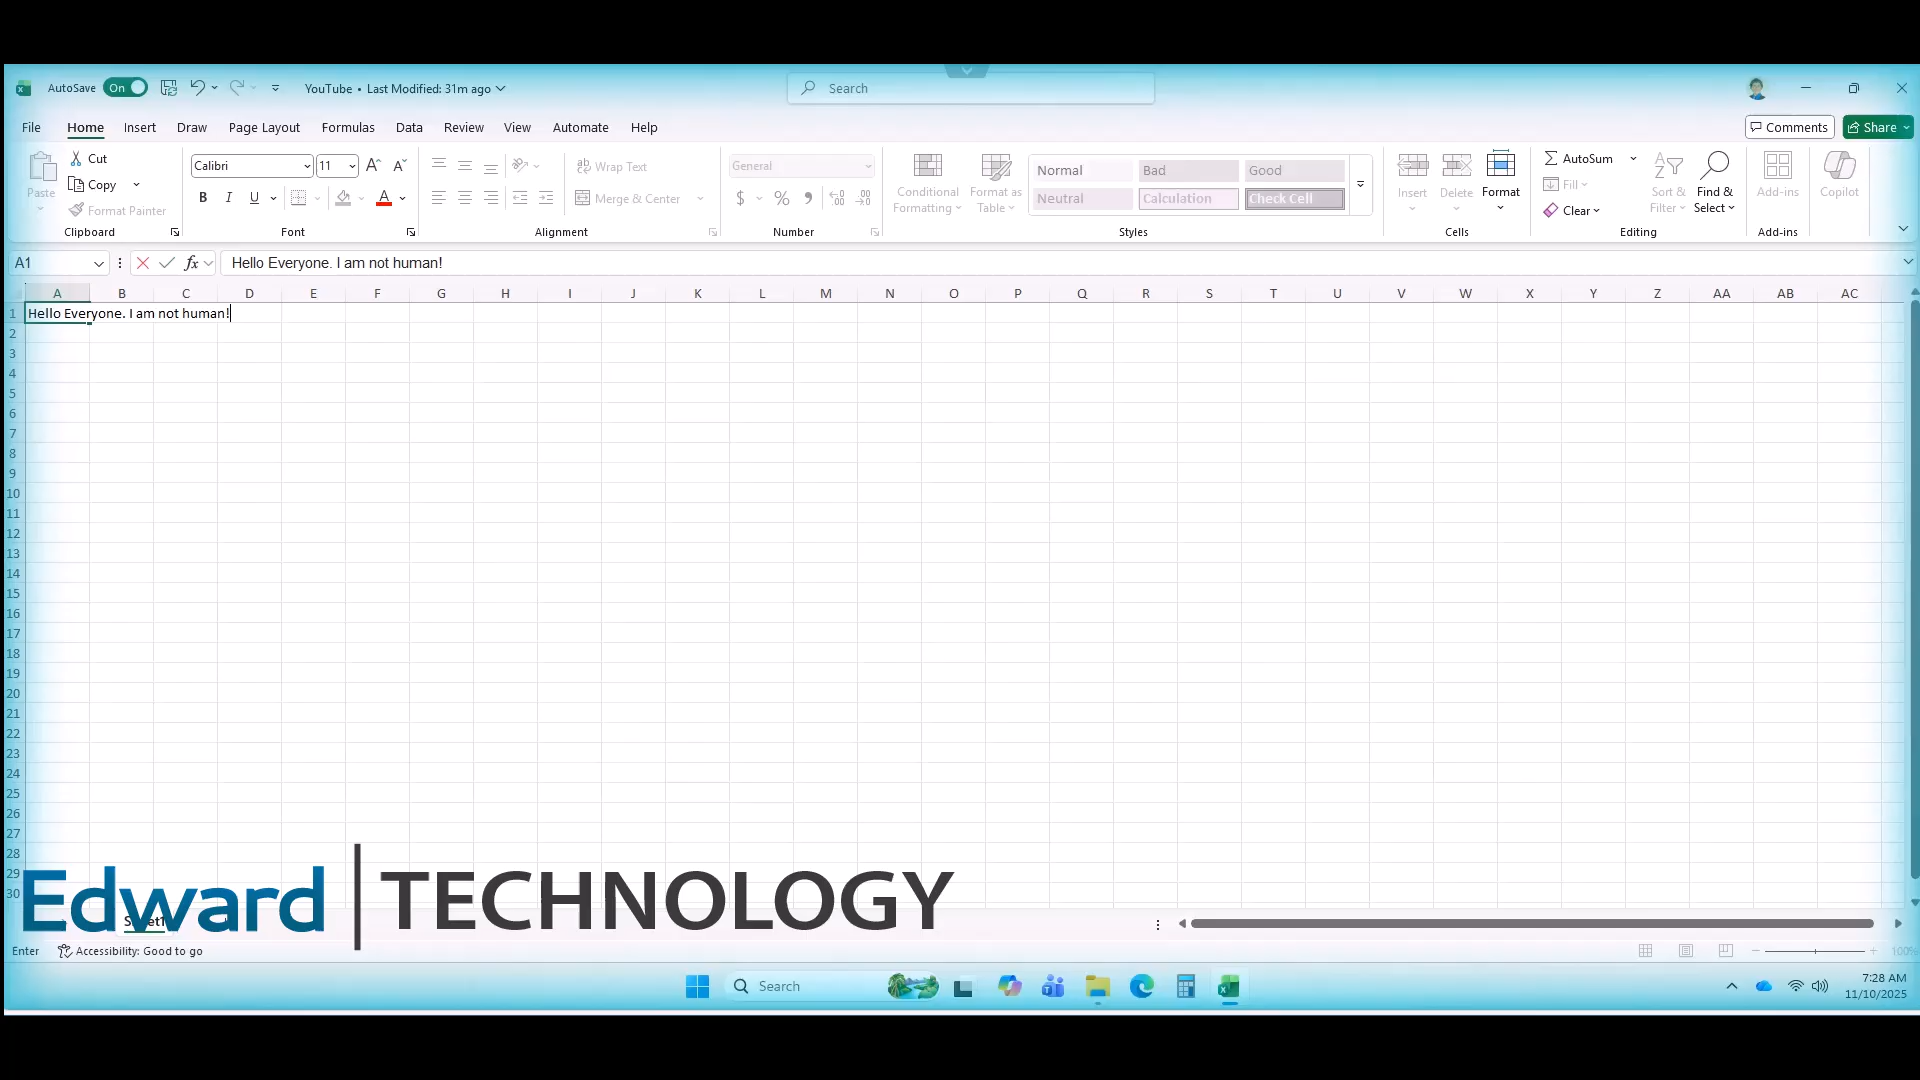 AutoSave On YouTube • Last Modified: 31m ago Search
File Home Insert Draw Page Layout Formulas Data Review View Automate Help Comments Share
Paste
Cut
Copy
Format Painter
Clipboard
Calibri 11
B I U A
Font
Wrap Text
Merge & Center
Alignment
General
$ %
Number
Conditional Formatting
Format as Table
Normal Bad Good
Neutral Calculation Check Cell
Styles
Insert Delete Format
Cells
AutoSum
Fill
Clear
Sort & Filter
Find & Select
Editing
Add-ins
Add-ins
Copilot
A1 fx Hello Everyone. I am not human!
A B C D E F G H I J K L M N O P Q R S T U V W X Y Z AA AB AC
1 Hello Everyone. I am not human!
2
3
4
5
6
7
8
9
10
11
12
13
14
15
16
17
18
19
20
21
22
23
24
25
26
27
28
29
30
Edward TECHNOLOGY
Enter Accessibility: Good to go 100%
Search
7:28 AM
11/10/2025